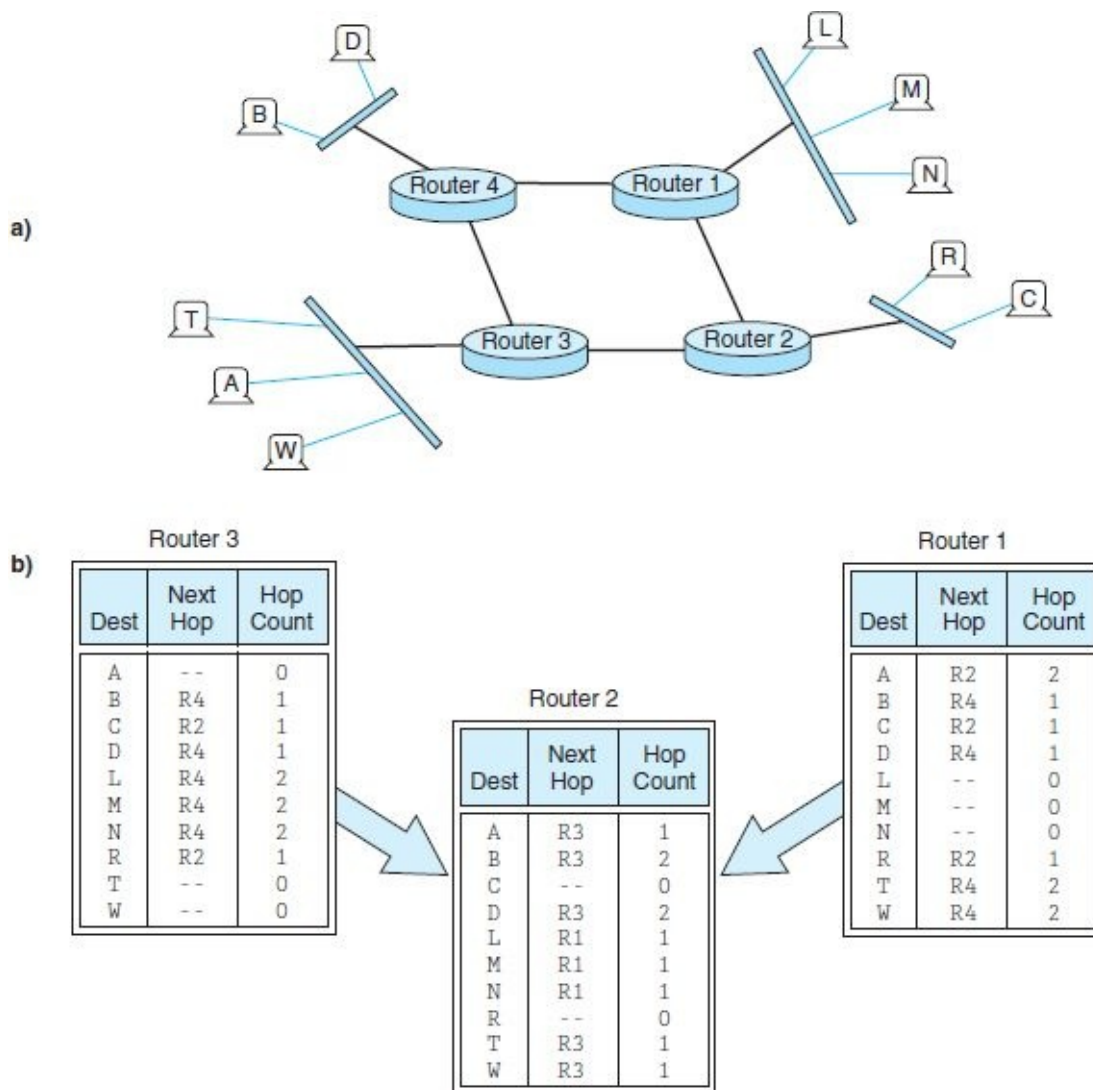 a)
D
B
L
M
N
Router 4
Router 1
R
C
T
A
W
Router 3
Router 2
b)
Router 3
Dest Next Hop Hop Count
A -- 0
B R4 1
C R2 1
D R4 1
L R4 2
M R4 2
N R4 2
R R2 1
T -- 0
W -- 0
Router 2
Dest Next Hop Hop Count
A R3 1
B R3 2
C -- 0
D R3 2
L R1 1
M R1 1
N R1 1
R -- 0
T R3 1
W R3 1
Router 1
Dest Next Hop Hop Count
A R2 2
B R4 1
C R2 1
D R4 1
L -- 0
M -- 0
N -- 0
R R2 1
T R4 2
W R4 2